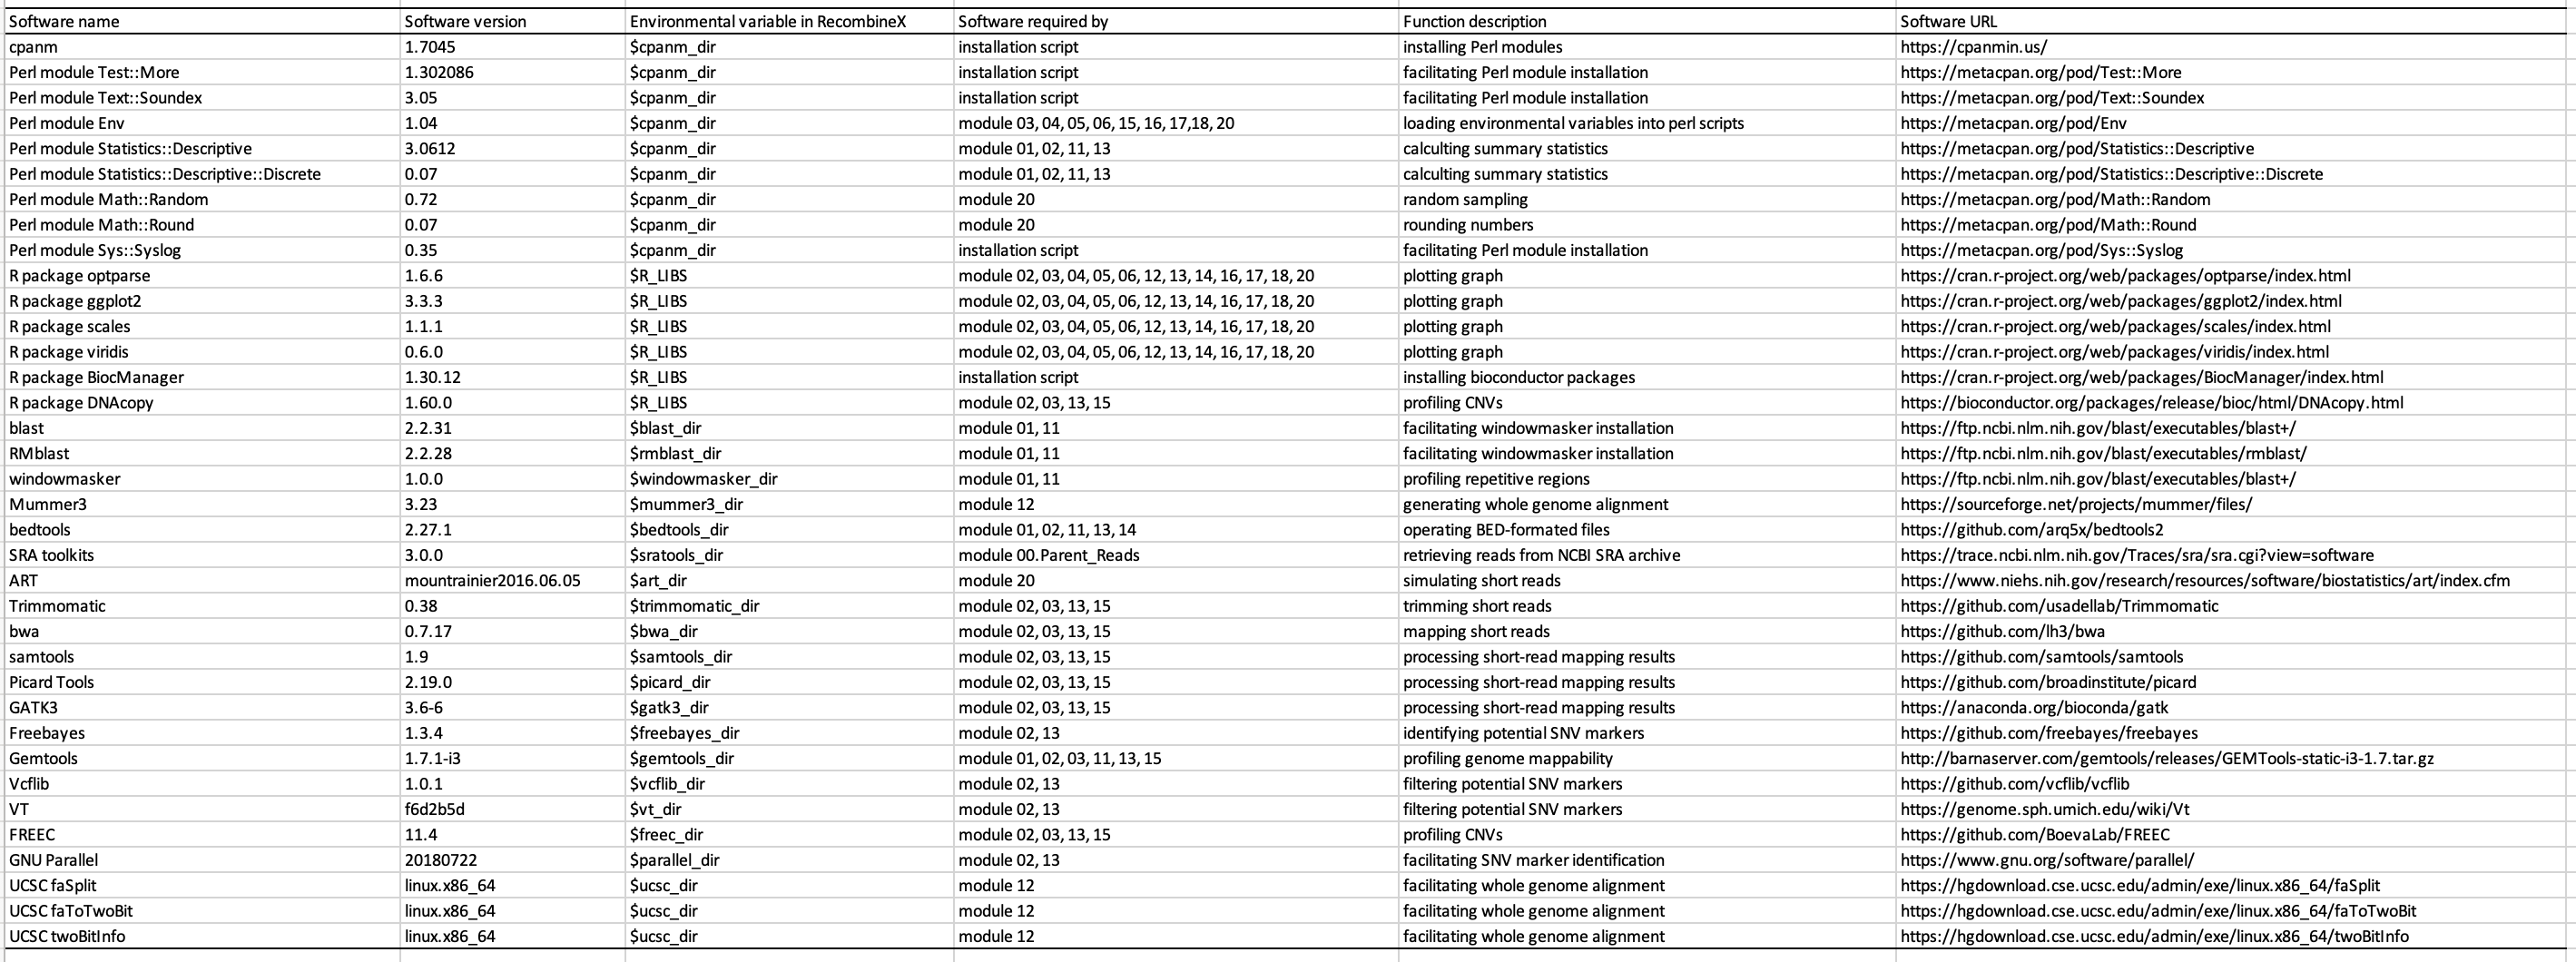 Software name	Software version	Environmental variable in RecombineX	Software required by	Function description	Software URL
cpanm	1.7045	$cpanm_dir	installation script	installing Perl modules	https://cpanmin.us/
Perl module Test::More	1.302086	$cpanm_dir	installation script	facilitating Perl module installation	https://metacpan.org/pod/Test::More
Perl module Text::Soundex	3.05	$cpanm_dir	installation script	facilitating Perl module installation	https://metacpan.org/pod/Text::Soundex
Perl module Env	1.04	$cpanm_dir	module 03, 04, 05, 06, 15, 16, 17,18, 20	loading environmental variables into perl scripts	https://metacpan.org/pod/Env
Perl module Statistics::Descriptive	3.0612	$cpanm_dir	module 01, 02, 11, 13	calculting summary statistics	https://metacpan.org/pod/Statistics::Descriptive
Perl module Statistics::Descriptive::Discrete	0.07	$cpanm_dir	module 01, 02, 11, 13	calculting summary statistics	https://metacpan.org/pod/Statistics::Descriptive::Discrete
Perl module Math::Random	0.72	$cpanm_dir	module 20	random sampling	https://metacpan.org/pod/Math::Random
Perl module Math::Round	0.07	$cpanm_dir	module 20	rounding numbers	https://metacpan.org/pod/Math::Round
Perl module Sys::Syslog	0.35	$cpanm_dir	installation script	facilitating Perl module installation	https://metacpan.org/pod/Sys::Syslog
R package optparse	1.6.6	$R_LIBS	module 02, 03, 04, 05, 06, 12, 13, 14, 16, 17, 18, 20	plotting graph	https://cran.r-project.org/web/packages/optparse/index.html
R package ggplot2	3.3.3	$R_LIBS	module 02, 03, 04, 05, 06, 12, 13, 14, 16, 17, 18, 20	plotting graph	https://cran.r-project.org/web/packages/ggplot2/index.html
R package scales	1.1.1	$R_LIBS	module 02, 03, 04, 05, 06, 12, 13, 14, 16, 17, 18, 20	plotting graph	https://cran.r-project.org/web/packages/scales/index.html
R package viridis	0.6.0	$R_LIBS	module 02, 03, 04, 05, 06, 12, 13, 14, 16, 17, 18, 20	plotting graph	https://cran.r-project.org/web/packages/viridis/index.html
R package BiocManager	1.30.12	$R_LIBS	installation script	installing bioconductor packages	https://cran.r-project.org/web/packages/BiocManager/index.html
R package DNAcopy	1.60.0	$R_LIBS	module 02, 03, 13, 15	profiling CNVs	https://bioconductor.org/packages/release/bioc/html/DNAcopy.html
blast	2.2.31	$blast_dir	module 01, 11	facilitating windowmasker installation	https://ftp.ncbi.nlm.nih.gov/blast/executables/blast+/
RMblast	2.2.28	$rmblast_dir	module 01, 11	facilitating windowmasker installation	https://ftp.ncbi.nlm.nih.gov/blast/executables/rmblast/
windowmasker	1.0.0	$windowmasker_dir	module 01, 11	profiling repetitive regions	https://ftp.ncbi.nlm.nih.gov/blast/executables/blast+/
Mummer3	3.23	$mummer3_dir	module 12	generating whole genome alignment	https://sourceforge.net/projects/mummer/files/
bedtools	2.27.1	$bedtools_dir	module 01, 02, 11, 13, 14	operating BED-formated files	https://github.com/arq5x/bedtools2
SRA toolkits	3.0.0	$sratools_dir	module 00.Parent_Reads	retrieving reads from NCBI SRA archive	https://trace.ncbi.nlm.nih.gov/Traces/sra/sra.cgi?view=software
ART	mountrainier2016.06.05	$art_dir	module 20	simulating short reads	https://www.niehs.nih.gov/research/resources/software/biostatistics/art/index.cfm
Trimmomatic	0.38	$trimmomatic_dir	module 02, 03, 13, 15	trimming short reads	https://github.com/usadellab/Trimmomatic
bwa	0.7.17	$bwa_dir	module 02, 03, 13, 15	mapping short reads	https://github.com/lh3/bwa
samtools	1.9	$samtools_dir	module 02, 03, 13, 15	processing short-read mapping results	https://github.com/samtools/samtools
Picard Tools	2.19.0	$picard_dir	module 02, 03, 13, 15	processing short-read mapping results	https://github.com/broadinstitute/picard
GATK3	3.6-6	$gatk3_dir	module 02, 03, 13, 15	processing short-read mapping results	https://anaconda.org/bioconda/gatk
Freebayes	1.3.4	$freebayes_dir	module 02, 13	identifying potential SNV markers	https://github.com/freebayes/freebayes
Gemtools	1.7.1-i3	$gemtools_dir	module 01, 02, 03, 11, 13, 15	profiling genome mappability	http://barnaserver.com/gemtools/releases/GEMTools-static-i3-1.7.tar.gz
Vcflib	1.0.1	$vcflib_dir	module 02, 13	filtering potential SNV markers	https://github.com/vcflib/vcflib
VT	f6d2b5d	$vt_dir	module 02, 13	filtering potential SNV markers	https://genome.sph.umich.edu/wiki/Vt
FREEC	11.4	$freec_dir	module 02, 03, 13, 15	profiling CNVs	https://github.com/BoevaLab/FREEC
GNU Parallel	20180722	$parallel_dir	module 02, 13	facilitating SNV marker identification	https://www.gnu.org/software/parallel/
UCSC faSplit	linux.x86_64	$ucsc_dir	module 12	facilitating whole genome alignment	https://hgdownload.cse.ucsc.edu/admin/exe/linux.x86_64/faSplit
UCSC faToTwoBit	linux.x86_64	$ucsc_dir	module 12	facilitating whole genome alignment	https://hgdownload.cse.ucsc.edu/admin/exe/linux.x86_64/faToTwoBit
UCSC twoBitInfo	linux.x86_64	$ucsc_dir	module 12	facilitating whole genome alignment	https://hgdownload.cse.ucsc.edu/admin/exe/linux.x86_64/twoBitInfo